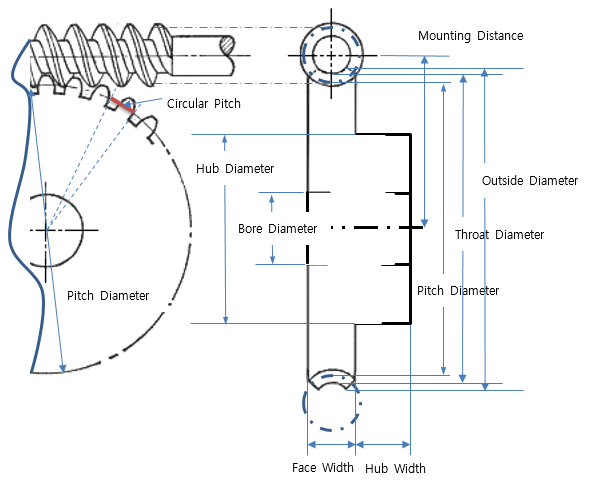 Mounting Distance
Circular Pitch
Hub Diameter
Outside Diameter
Bore Diameter
Throat Diameter
Pitch Diameter
Pitch Diameter
Face Width
Hub Width